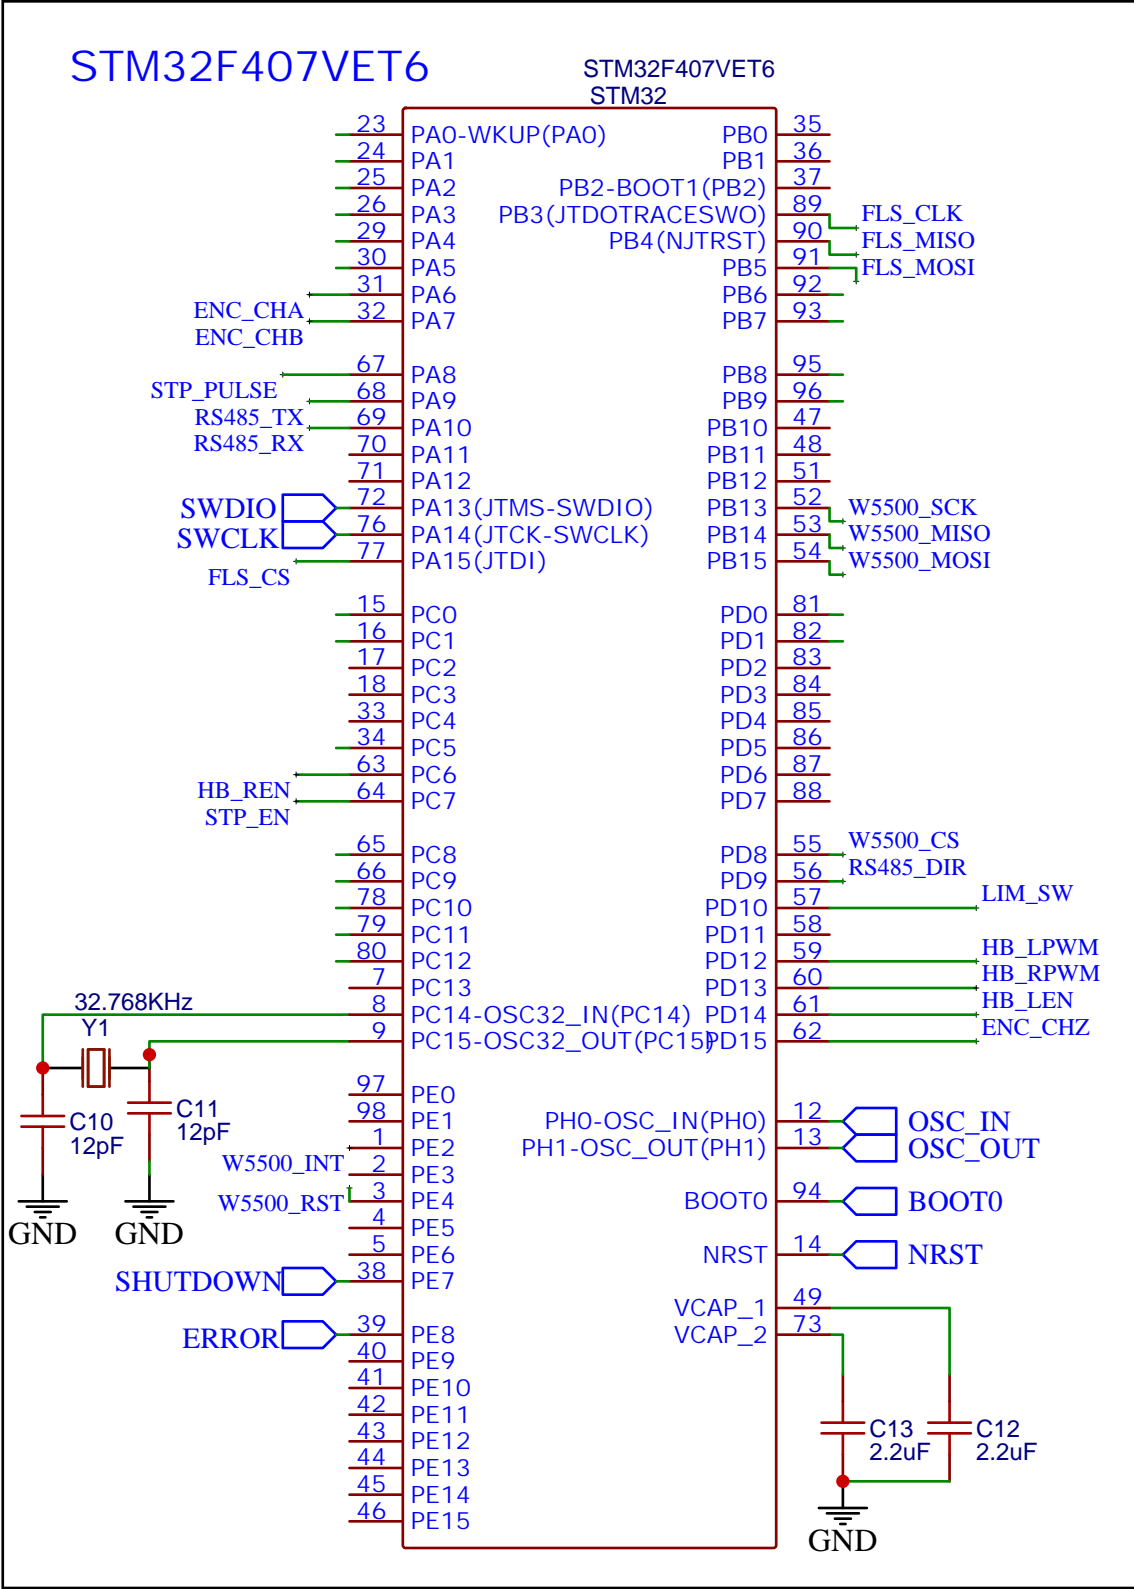 STM32F407VET6
STM32F407VET6
STM32
23 PA0-WKUP(PA0)
24 PA1
25 PA2
26 PA3
29 PA4
30 PA5
31 PA6
ENC_CHA
32 PA7
ENC_CHB
67 PA8
STP_PULSE
68 PA9
RS485_TX
69 PA10
RS485_RX
70 PA11
71 PA12
SWDIO 72 PA13(JTMS-SWDIO)
SWCLK 76 PA14(JTCK-SWCLK)
77 PA15(JTDI)
FLS_CS
15 PC0
16 PC1
17 PC2
18 PC3
33 PC4
34 PC5
63 PC6
HB_REN
64 PC7
STP_EN
65 PC8
66 PC9
78 PC10
79 PC11
80 PC12
7 PC13
8 PC14-OSC32_IN(PC14)
9 PC15-OSC32_OUT(PC15)
32.768KHz
Y1
C10
12pF
C11
12pF
GND
GND
97 PE0
98 PE1
1 PE2
W5500_INT
2 PE3
3 PE4
W5500_RST
4 PE5
5 PE6
SHUTDOWN 38 PE7
ERROR 39 PE8
40 PE9
41 PE10
42 PE11
43 PE12
44 PE13
45 PE14
46 PE15
PB0 35
PB1 36
PB2-BOOT1(PB2) 37
PB3(JTDOTRACESWO) 89 FLS_CLK
PB4(NJTRST) 90 FLS_MISO
PB5 91 FLS_MOSI
PB6 92
PB7 93
PB8 95
PB9 96
PB10 47
PB11 48
PB12 51
PB13 52 W5500_SCK
PB14 53 W5500_MISO
PB15 54 W5500_MOSI
PD0 81
PD1 82
PD2 83
PD3 84
PD4 85
PD5 86
PD6 87
PD7 88
PD8 55 W5500_CS
PD9 56 RS485_DIR
PD10 57 LIM_SW
PD11 58
PD12 59 HB_LPWM
PD13 60 HB_RPWM
PD14 61 HB_LEN
PD15 62 ENC_CHZ
PH0-OSC_IN(PH0) 12 OSC_IN
PH1-OSC_OUT(PH1) 13 OSC_OUT
BOOT0 94 BOOT0
NRST 14 NRST
VCAP_1 49
VCAP_2 73
C13
2.2uF
C12
2.2uF
GND